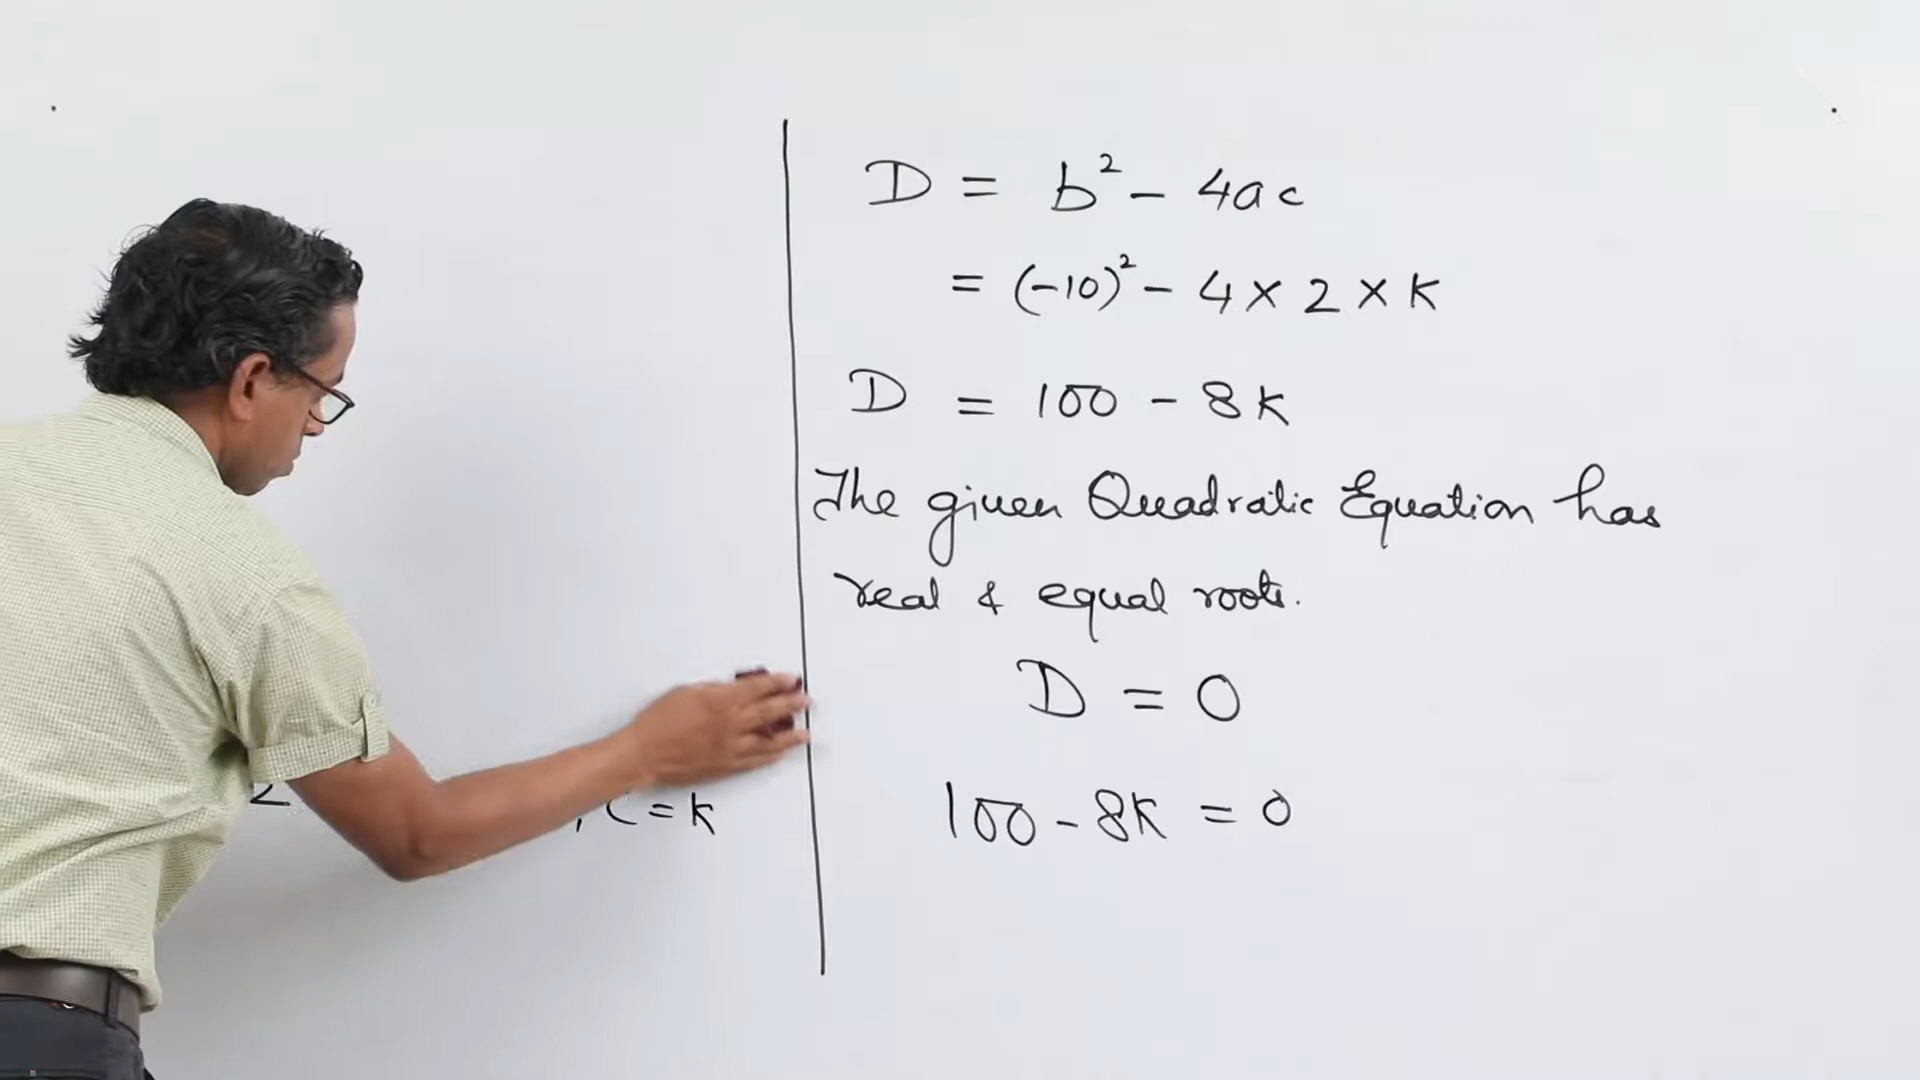 2 , C = k
D = b² - 4ac
= (-10)² - 4 × 2 × k
D = 100 - 8k
The given Quadratic Equation has
real & equal roots.
D = 0
100 - 8k = 0